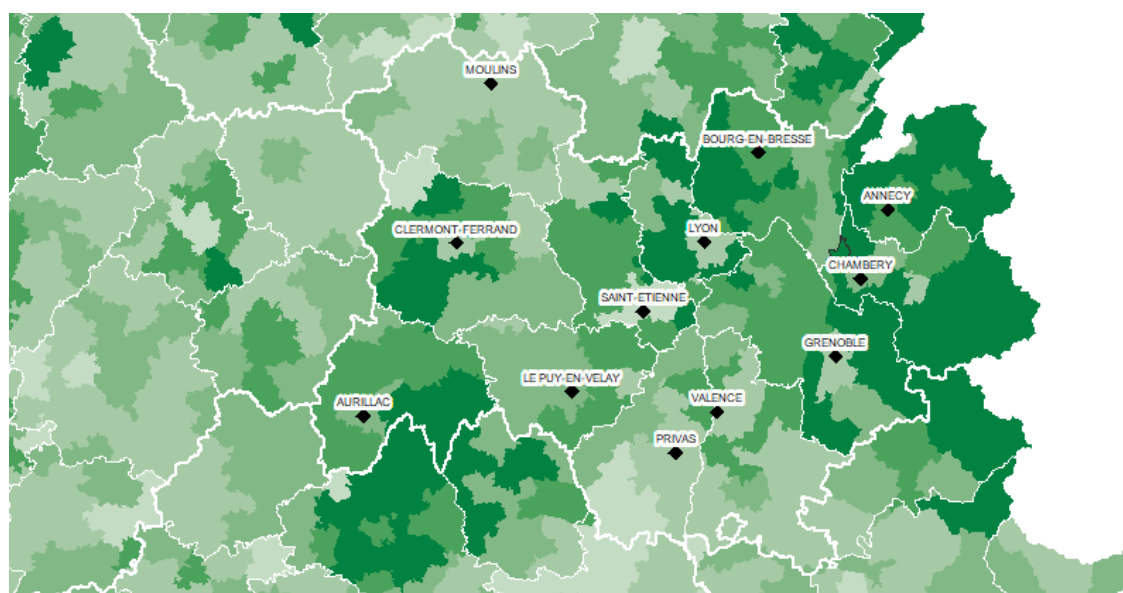 MOULINS
BOURG-EN-BRESSE
ANNECY
CLERMONT-FERRAND
LYON
CHAMBERY
SAINT-ETIENNE
GRENOBLE
LE PUY-EN-VELAY
AURILLAC
VALENCE
PRIVAS